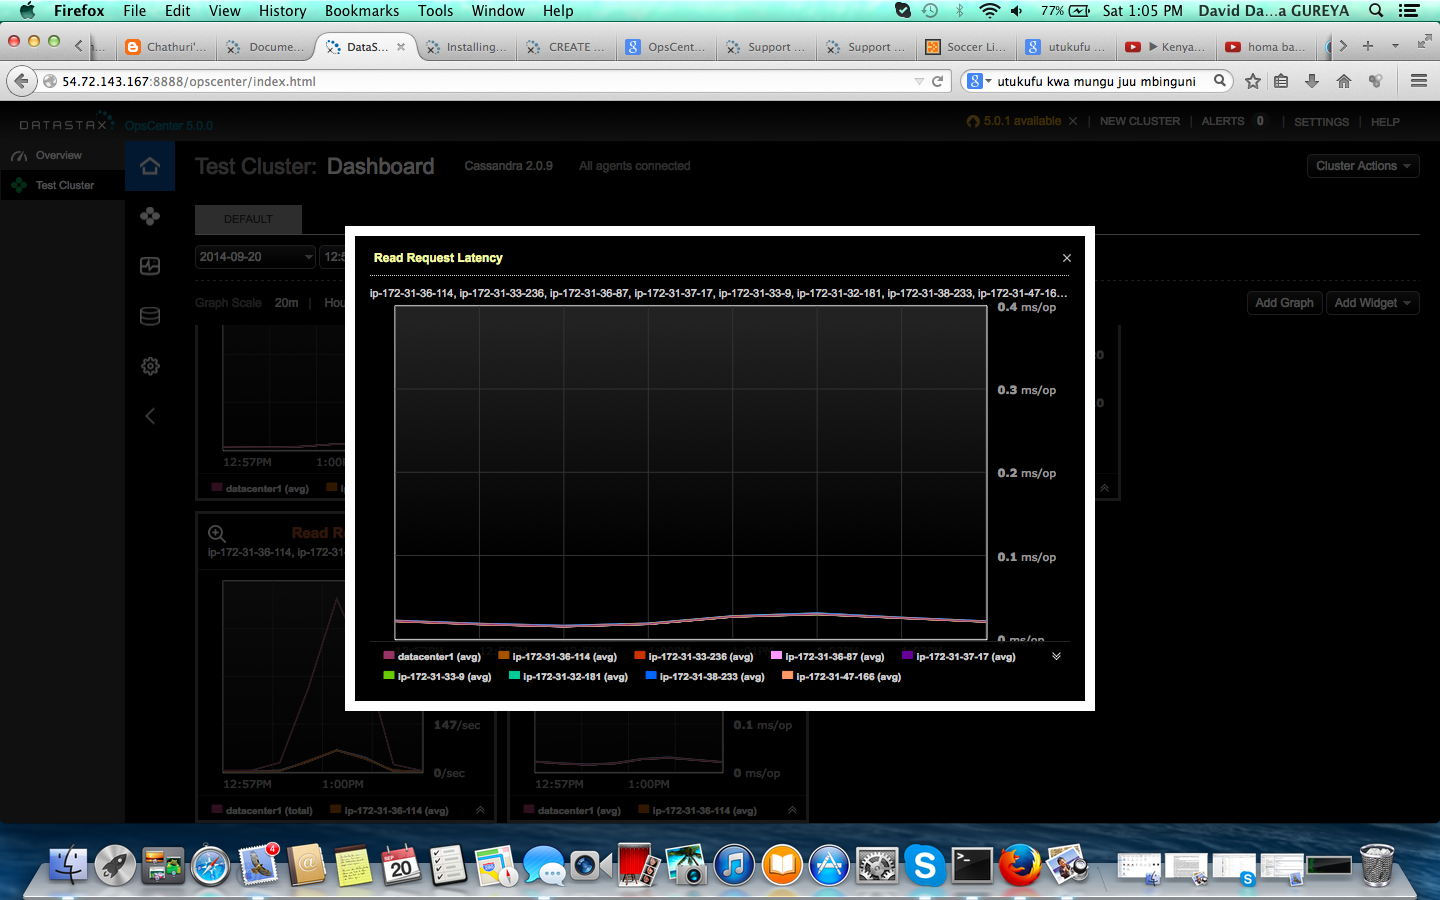 Firefox File Edit View History Bookmarks Tools Window Help 77% Sat 1:05 PM David Da...a GUREYA
Chathuri'... Docume... DataS... Installing... CREATE ... OpsCent... Support ... Support ... Soccer Li... utukufu ... ▶ Kenya... homa ba...
54.72.143.167:8888/opscenter/index.html utukufu kwa mungu juu mbinguni
DATASTAX OpsCenter 5.0.0 5.0.1 available × | NEW CLUSTER | ALERTS 0 | SETTINGS | HELP
Overview
Test Cluster
Test Cluster: Dashboard Cassandra 2.0.9 All agents connected Cluster Actions
DEFAULT
2014-09-20
Graph Scale 20m | Hou
Add Graph Add Widget
Read Request Latency ×
ip-172-31-36-114, ip-172-31-33-236, ip-172-31-36-87, ip-172-31-37-17, ip-172-31-33-9, ip-172-31-32-181, ip-172-31-38-233, ip-172-31-47-16...
0.4 ms/op
0.3 ms/op
0.2 ms/op
0.1 ms/op
0 ms/op
datacenter1 (avg) ip-172-31-36-114 (avg) ip-172-31-33-236 (avg) ip-172-31-36-87 (avg) ip-172-31-37-17 (avg)
ip-172-31-33-9 (avg) ip-172-31-32-181 (avg) ip-172-31-38-233 (avg) ip-172-31-47-166 (avg)
12:57PM 1:00
datacenter1 (avg)
Read R
ip-172-31-36-114, ip-172-31
147/sec
0/sec
12:57PM 1:00PM
datacenter1 (total) ip-172-31-36-114 (avg)
0.1 ms/op
0 ms/op
12:57PM 1:00PM
datacenter1 (avg) ip-172-31-36-114 (avg)
4
SEP
20